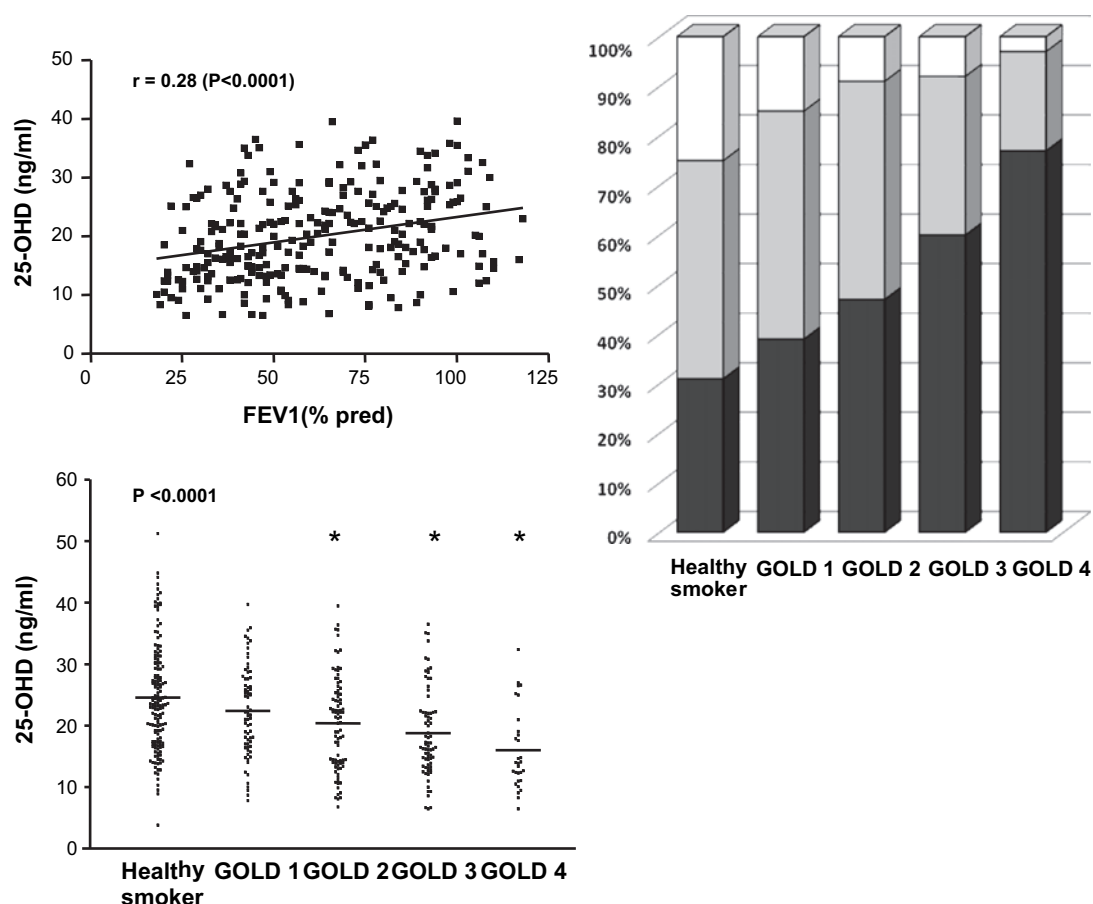 50
40
30
20
10
0
25-OHD (ng/ml)
r = 0.28 (P<0.0001)
0 25 50 75 100 125
FEV1(% pred)
100%
90%
80%
70%
60%
50%
40%
30%
20%
10%
0%
Healthy smoker GOLD 1 GOLD 2 GOLD 3 GOLD 4
60
50
40
30
20
10
0
25-OHD (ng/ml)
P <0.0001
* * *
Healthy smoker GOLD 1 GOLD 2 GOLD 3 GOLD 4